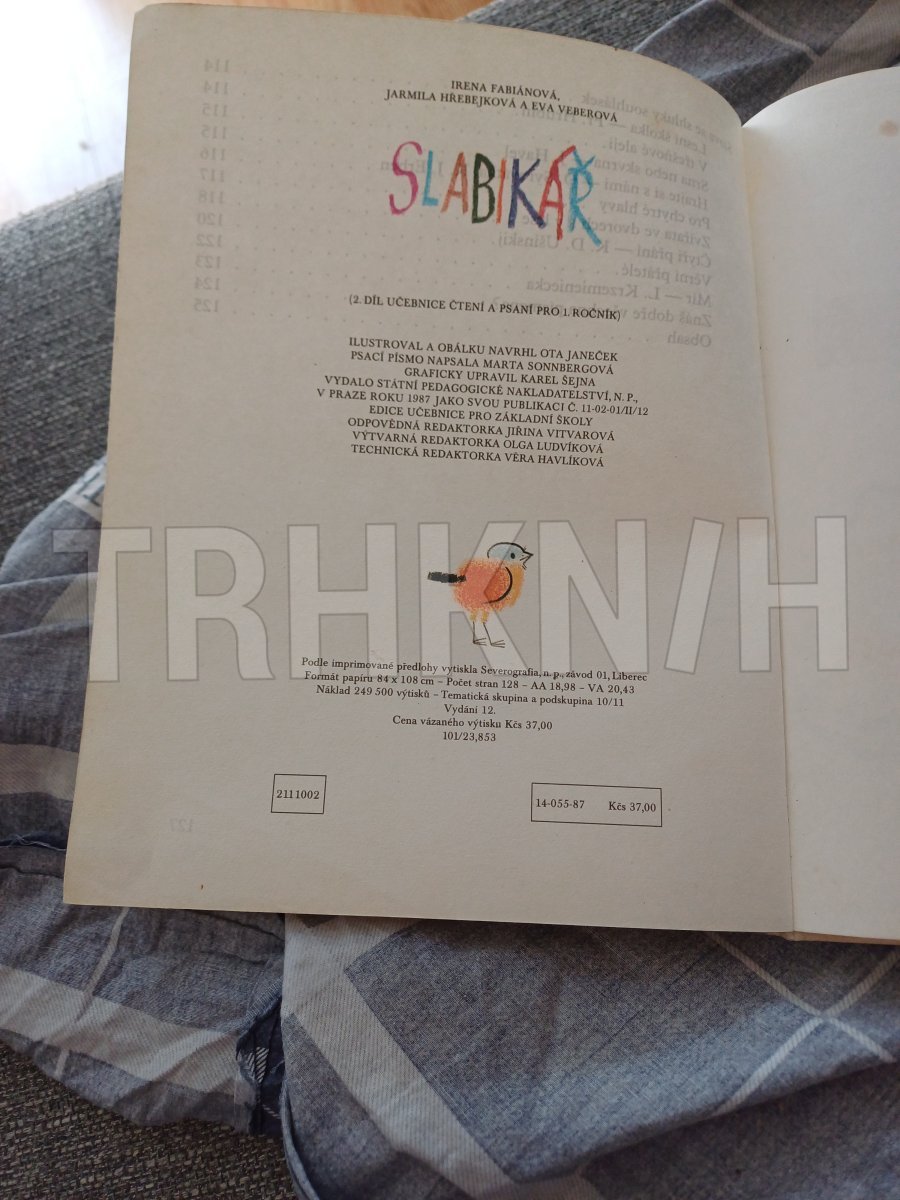 IRENA FABIÁNOVÁ,
JARMILA HŘEBEJKOVÁ A EVA VEBEROVÁ
SLABIKÁŘ
(2. DÍL UČEBNICE ČTENÍ A PSANÍ PRO 1. ROČNÍK)
ILUSTROVAL A OBÁLKU NAVRHL OTA JANEČEK
PSACÍ PÍSMO NAPSALA MARTA SONNBERGOVÁ
GRAFICKY UPRAVIL KAREL ŠEJNA
VYDALO STÁTNÍ PEDAGOGICKÉ NAKLADATELSTVÍ, N. P.,
V PRAZE ROKU 1987 JAKO SVOU PUBLIKACI Č. 11-02-01/II/12
EDICE UČEBNICE PRO ZÁKLADNÍ ŠKOLY
ODPOVĚDNÁ REDAKTORKA JIŘINA VITVAROVÁ
VÝTVARNÁ REDAKTORKA OLGA LUDVÍKOVÁ
TECHNICKÁ REDAKTORKA VĚRA HAVLÍKOVÁ
TRHKNIH
Podle imprimované předlohy vytiskla Severografia, n. p., závod 01, Liberec
Formát papíru 84 x 108 cm – Počet stran 128 – AA 18,98 – VA 20,43
Náklad 249 500 výtisků – Tematická skupina a podskupina 10/11
Vydání 12.
Cena vázaného výtisku Kčs 37,00
101/23,853
2111002
14-055-87 Kčs 37,00